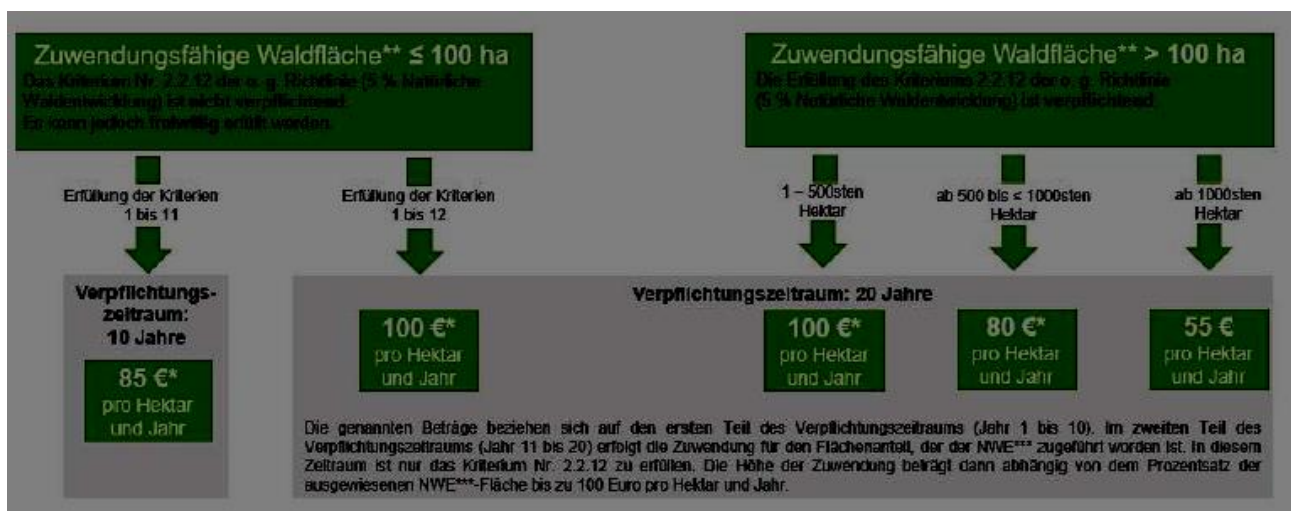 Zuwendungsfähige Waldfläche** ≤ 100 ha
Das Kriterium Nr. 2.2.12 der o. g. Richtlinie (5 % Natürliche
Waldentwicklung) ist nicht verpflichtend.
Es kann jedoch freiwillig erfüllt werden.
Zuwendungsfähige Waldfläche** > 100 ha
Die Erfüllung des Kriteriums 2.2.12 der o. g. Richtlinie
(5 % Natürliche Waldentwicklung) ist verpflichtend
Erfüllung der Kriterien
1 bis 11
Erfüllung der Kriterien
1 bis 12
1 – 500sten
Hektar
ab 500 bis ≤ 1000sten
Hektar
ab 1000sten
Hektar
Verpflichtungs-
zeitraum:
10 Jahre
85 €*
pro Hektar
und Jahr
Verpflichtungszeitraum: 20 Jahre
100 €*
pro Hektar
und Jahr
100 €*
pro Hektar
und Jahr
80 €*
pro Hektar
und Jahr
55 €
pro Hektar
und Jahr
Die genannten Beträge beziehen sich auf den ersten Teil des Verpflichtungszeitraums (Jahr 1 bis 10). Im zweiten Teil des
Verpflichtungszeitraums (Jahr 11 bis 20) erfolgt die Zuwendung für den Flächenanteil, der der NWE*** zugeführt worden ist. In diesem
Zeitraum ist nur das Kriterium Nr. 2.2.12 zu erfüllen. Die Höhe der Zuwendung beträgt dann abhängig von dem Prozentsatz der
ausgewiesenen NWE***-Fläche bis zu 100 Euro pro Hektar und Jahr.